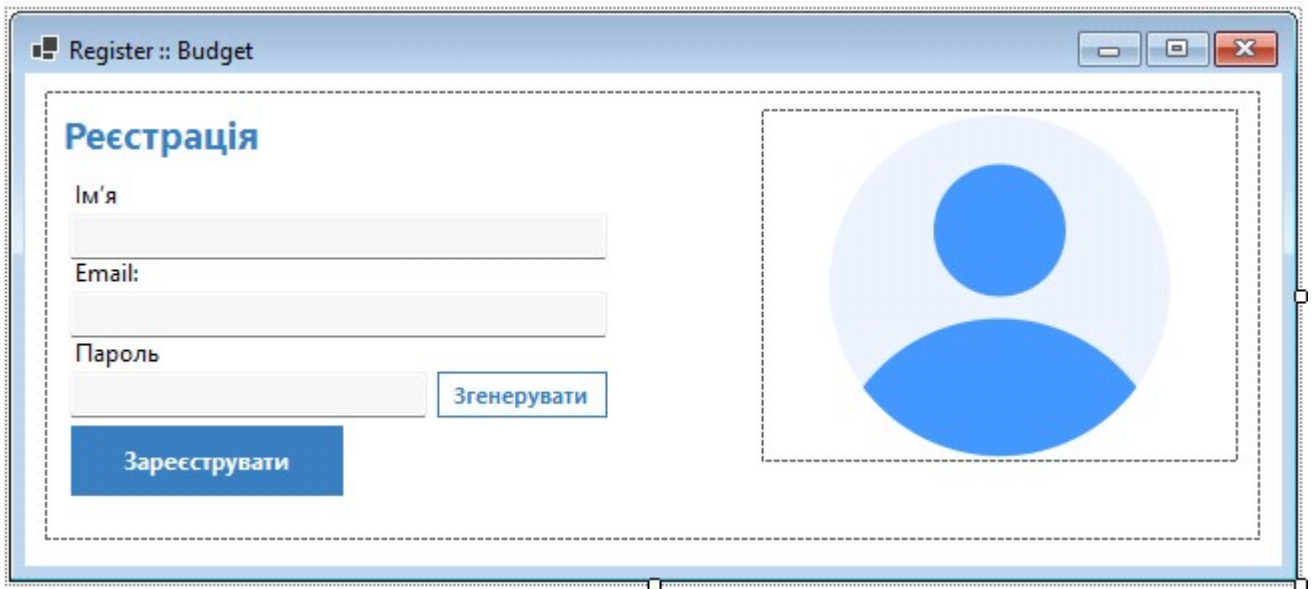 Register :: Budget
Реєстрація
Ім'я
Email:
Пароль
Згенерувати
Зареєструвати